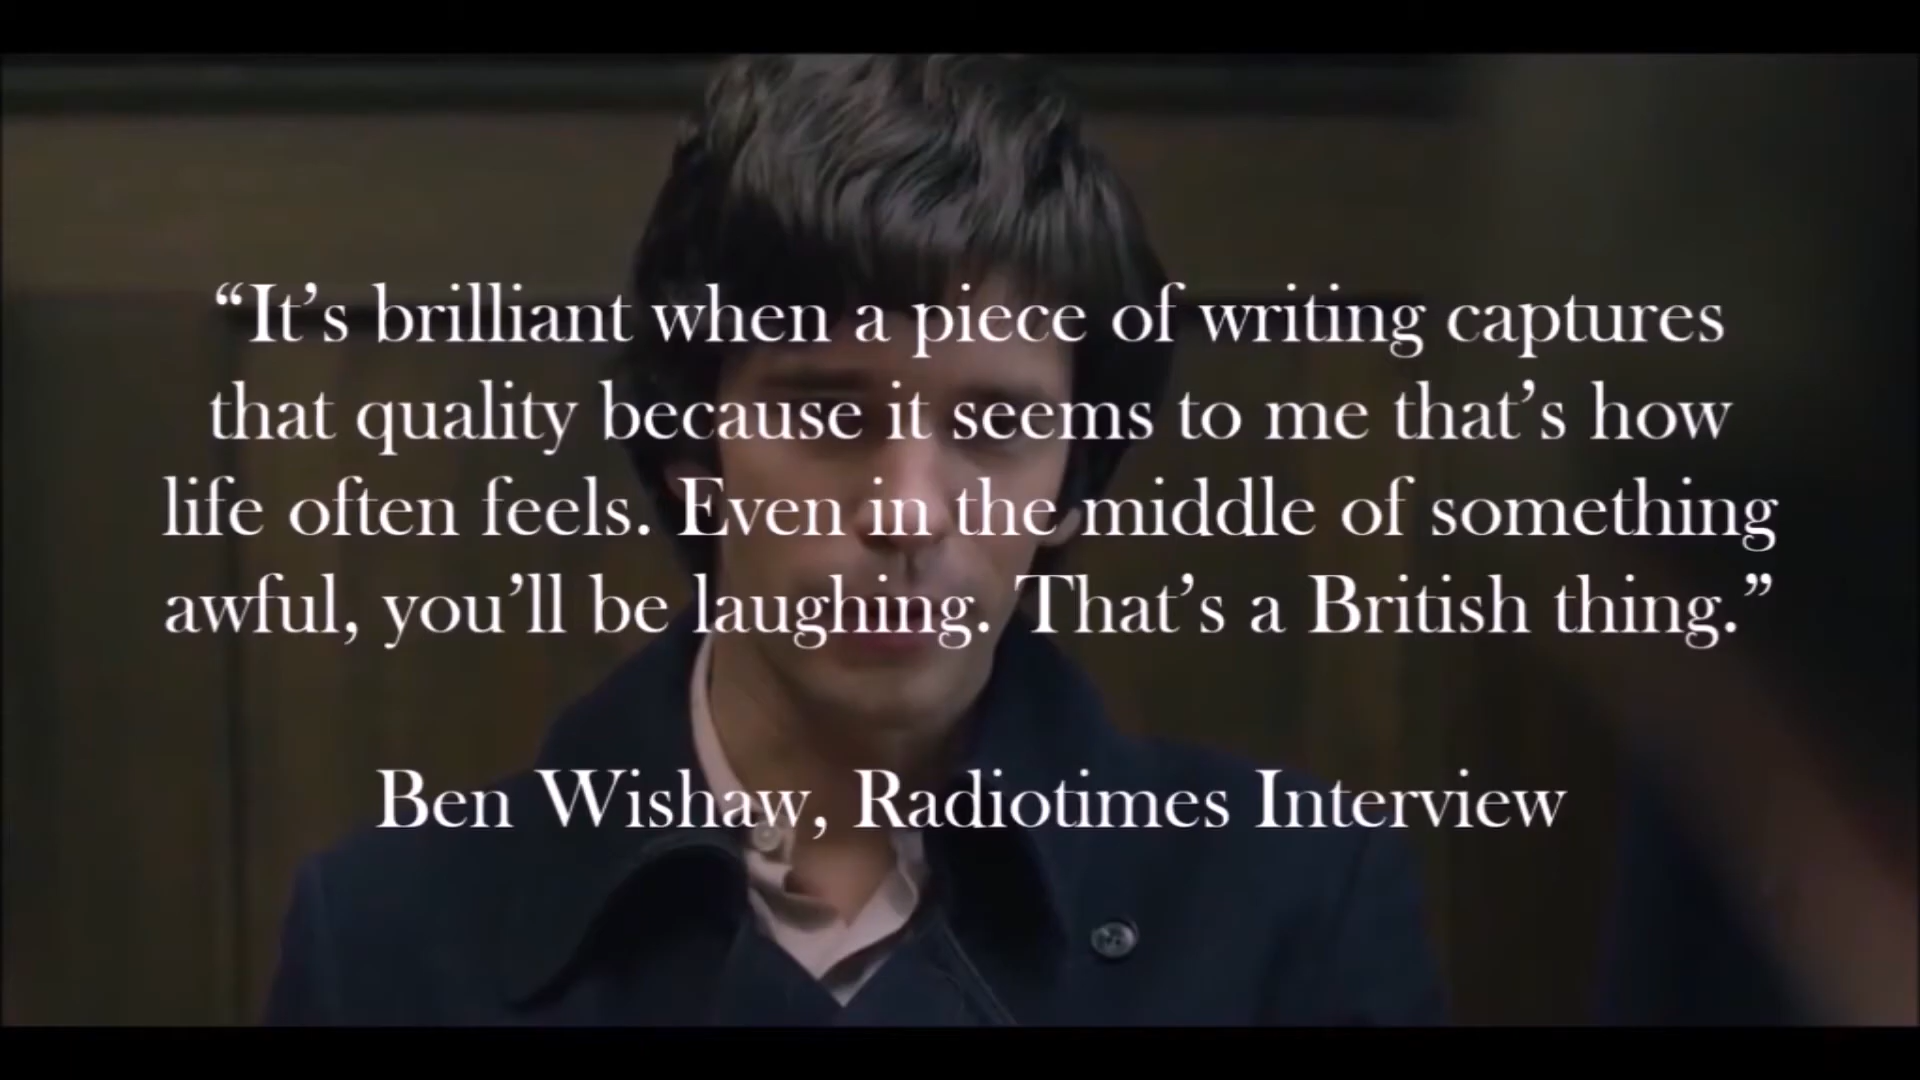 “It’s brilliant when a piece of writing captures
that quality because it seems to me that’s how
life often feels. Even in the middle of something
awful, you’ll be laughing. That’s a British thing.”
Ben Wishaw, Radiotimes Interview